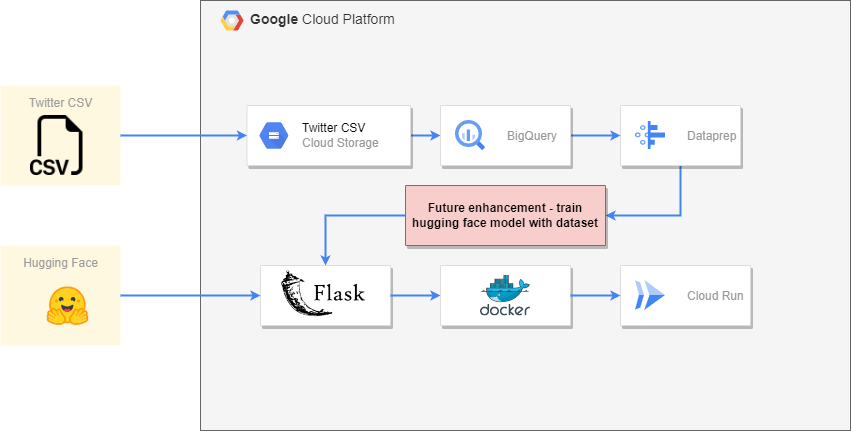 Google Cloud Platform
Twitter CSV
CSV
Twitter CSV
Cloud Storage
BigQuery
Dataprep
Future enhancement - train
hugging face model with dataset
Hugging Face
Flask
docker
Cloud Run